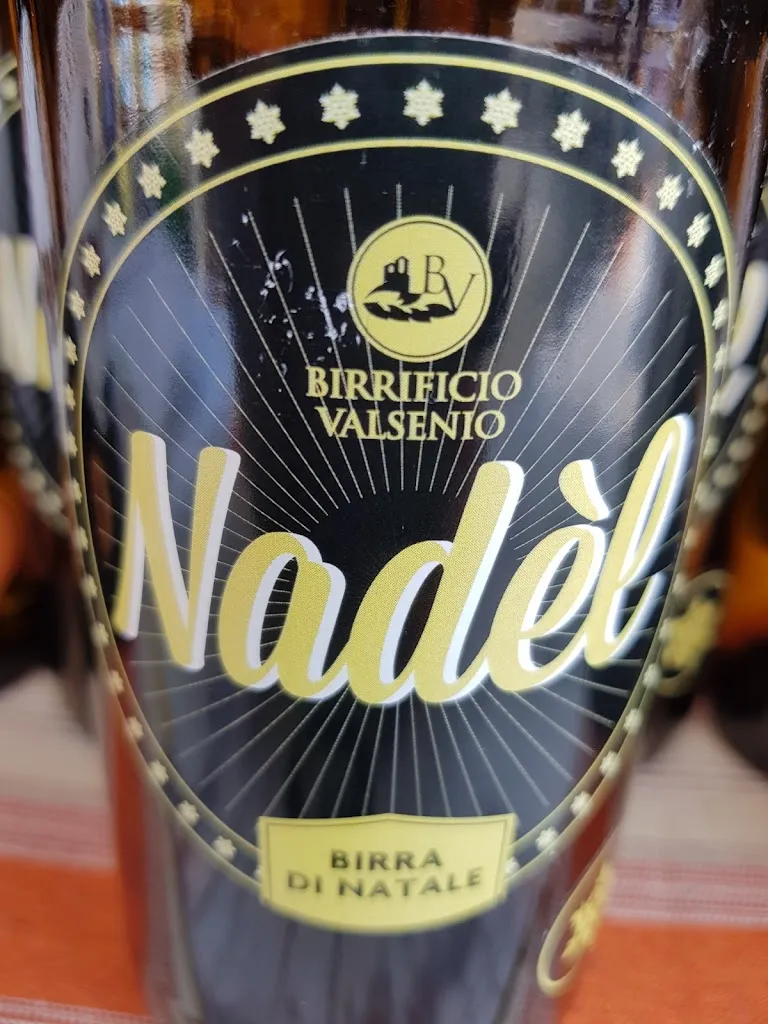 BV
BIRRIFICIO
VALSENIO
Nadèl
BIRRA
DI NATALE